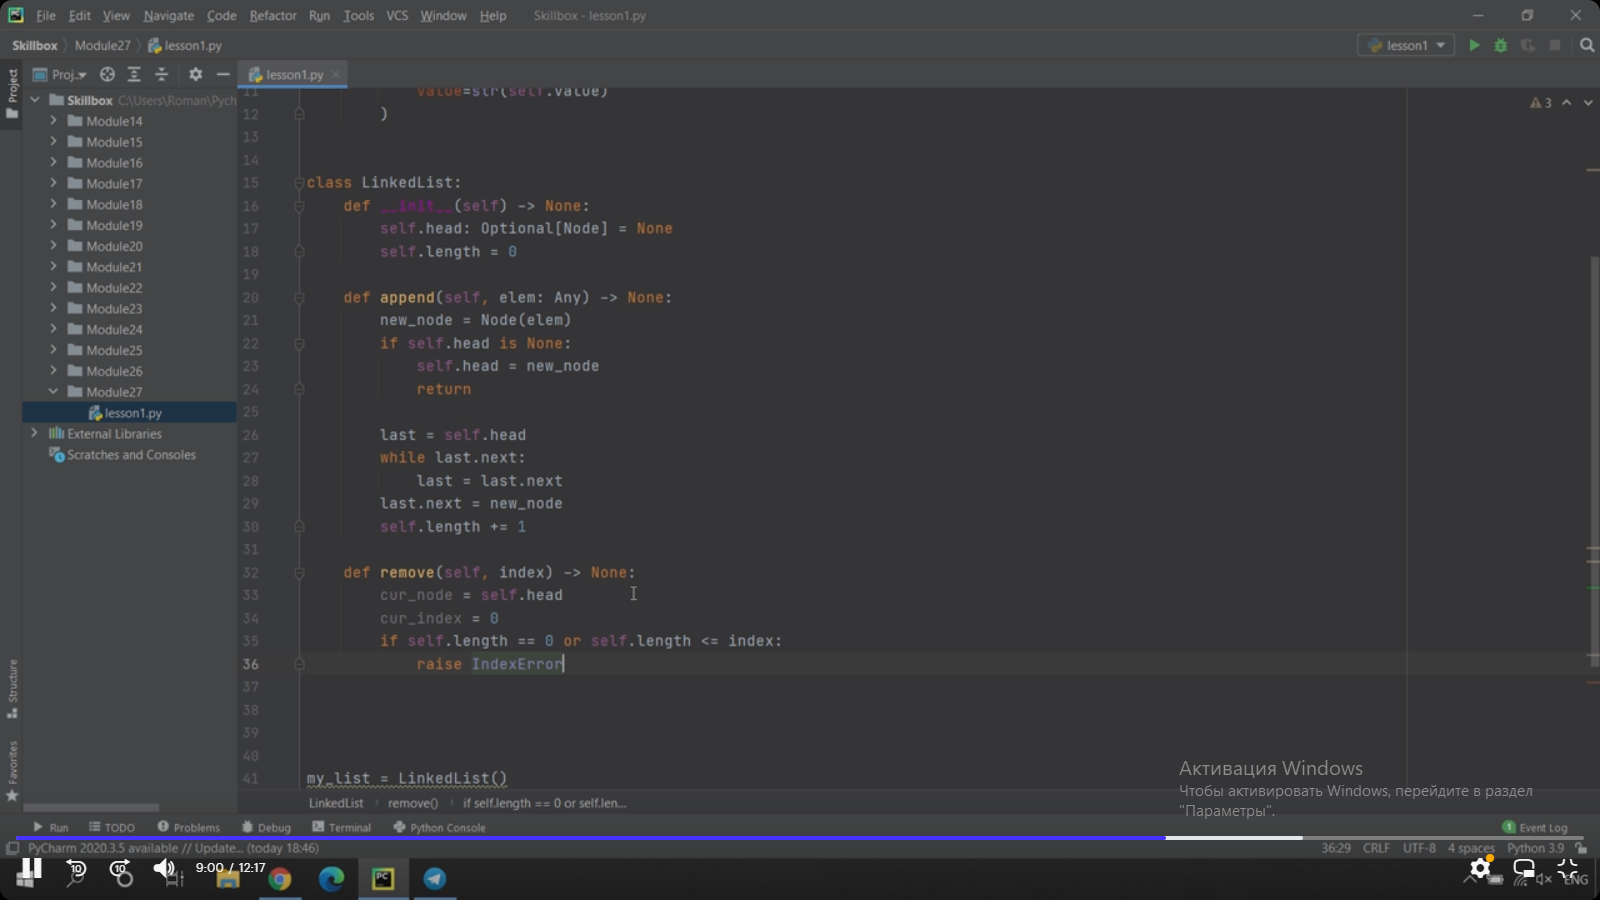 File Edit View Navigate Code Refactor Run Tools VCS Window Help Skillbox - lesson1.py
Skillbox Module27 lesson1.py lesson1
Project Proj.. lesson1.py
Skillbox C:\Users\Roman\Pych
Module14
Module15
Module16
Module17
Module18
Module19
Module20
Module21
Module22
Module23
Module24
Module25
Module26
Module27
lesson1.py
External Libraries
Scratches and Consoles
Structure
Favorites
3
11 value=str(self.value)
12 )
13
14
15 class LinkedList:
16 def __init__(self) -> None:
17 self.head: Optional[Node] = None
18 self.length = 0
19
20 def append(self, elem: Any) -> None:
21 new_node = Node(elem)
22 if self.head is None:
23 self.head = new_node
24 return
25
26 last = self.head
27 while last.next:
28 last = last.next
29 last.next = new_node
30 self.length += 1
31
32 def remove(self, index) -> None:
33 cur_node = self.head
34 cur_index = 0
35 if self.length == 0 or self.length <= index:
36 raise IndexError
37
38
39
40
41 my_list = LinkedList()
LinkedList remove() if self.length == 0 or self.len...
Активация Windows
Чтобы активировать Windows, перейдите в раздел
"Параметры".
Run TODO Problems Debug Terminal Python Console 1 Event Log
PyCharm 2020.3.5 available // Update... (today 18:46) 36:29 CRLF UTF-8 4 spaces Python 3.9
10 10 9:00 / 12:17 ENG